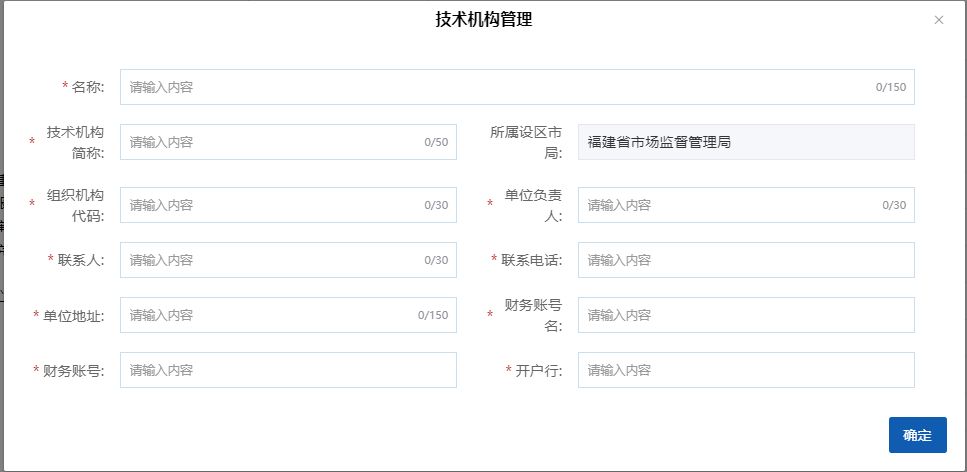 技术机构管理
* 名称: 请输入内容 0/150
* 技术机构简称: 请输入内容 0/50 所属设区市局: 福建省市场监督管理局
* 组织机构代码: 请输入内容 0/30 * 单位负责人: 请输入内容 0/30
* 联系人: 请输入内容 0/30 * 联系电话: 请输入内容
* 单位地址: 请输入内容 0/150 * 财务账号名: 请输入内容
* 财务账号: 请输入内容 * 开户行: 请输入内容
确定